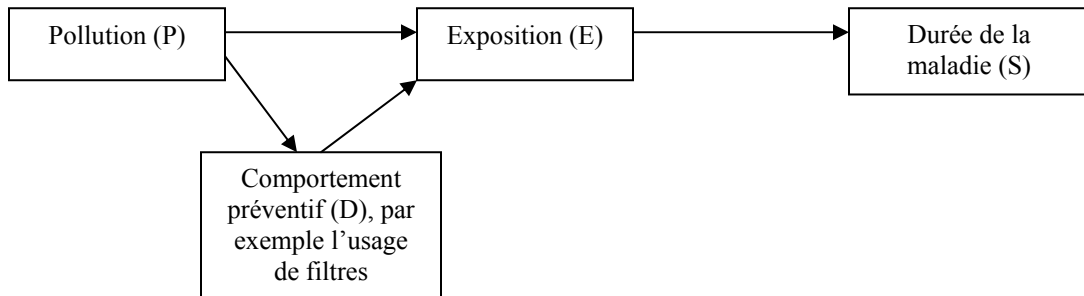 Pollution (P)
Exposition (E)
Durée de la
maladie (S)
Comportement
préventif (D), par
exemple l’usage
de filtres